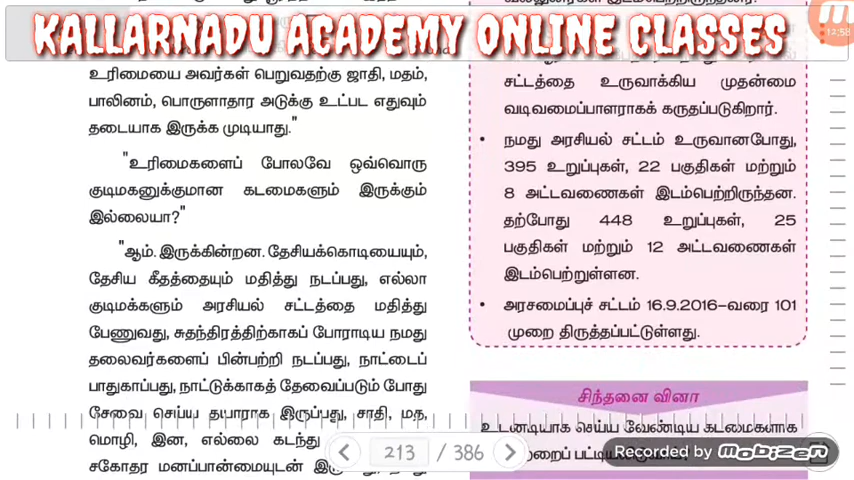 KALLARNADU ACADEMY ONLINE CLASSES
12:58
உரிமையை அவர்கள் பெறுவதற்கு ஜாதி, மதம்,
பாலினம், பொருளாதார அடுக்கு உட்பட எதுவும்
தடையாக இருக்க முடியாது."
"உரிமைகளைப் போலவே ஒவ்வொரு
குடிமகனுக்குமான கடமைகளும் இருக்கும்
இல்லையா?"
"ஆம். இருக்கின்றன. தேசியக்கொடியையும்,
தேசிய கீதத்தையும் மதித்து நடப்பது, எல்லா
குடிமக்களும் அரசியல் சட்டத்தை மதித்து
பேணுவது, சுதந்திரத்திற்காகப் போராடிய நமது
தலைவர்களைப் பின்பற்றி நடப்பது, நாட்டைப்
பாதுகாப்பது, நாட்டுக்காகத் தேவைப்படும் போது
சேவை செய்ய தயாராக இருப்பது, சாதி, மத,
மொழி, இன, எல்லை கடந்து
சகோதர மனப்பான்மையுடன்
சட்டத்தை உருவாக்கிய முதன்மை
வடிவமைப்பாளராகக் கருதப்படுகிறார்.
• நமது அரசியல் சட்டம் உருவானபோது,
395 உறுப்புகள், 22 பகுதிகள் மற்றும்
8 அட்டவணைகள் இடம்பெற்றிருந்தன.
தற்போது 448 உறுப்புகள், 25
பகுதிகள் மற்றும் 12 அட்டவணைகள்
இடம்பெற்றுள்ளன.
• அரசமைப்புச் சட்டம் 16.9.2016–வரை 101
முறை திருத்தப்பட்டுள்ளது.
சிந்தனை வினா
உடனடியாக செய்ய வேண்டிய கடமைகளாக
213 / 386
Recorded by mobizen